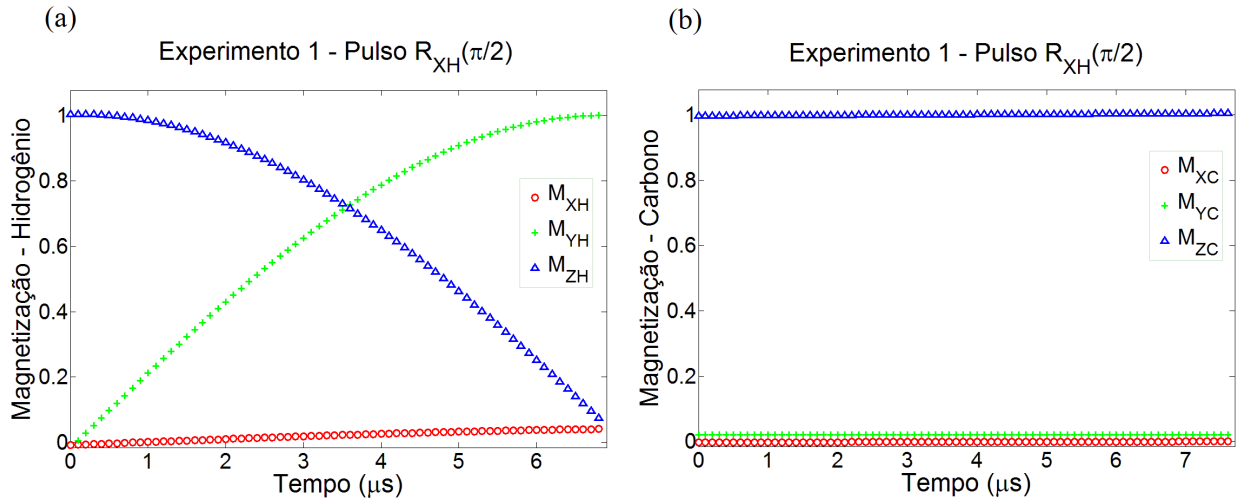 (a)
Experimento 1 - Pulso R_XH(π/2)
Magnetização - Hidrogênio
1
0.8
0.6
0.4
0.2
0
0 1 2 3 4 5 6
Tempo (μs)
M_XH
M_YH
M_ZH
(b)
Experimento 1 - Pulso R_XH(π/2)
Magnetização - Carbono
1
0.8
0.6
0.4
0.2
0
0 1 2 3 4 5 6 7
Tempo (μs)
M_XC
M_YC
M_ZC